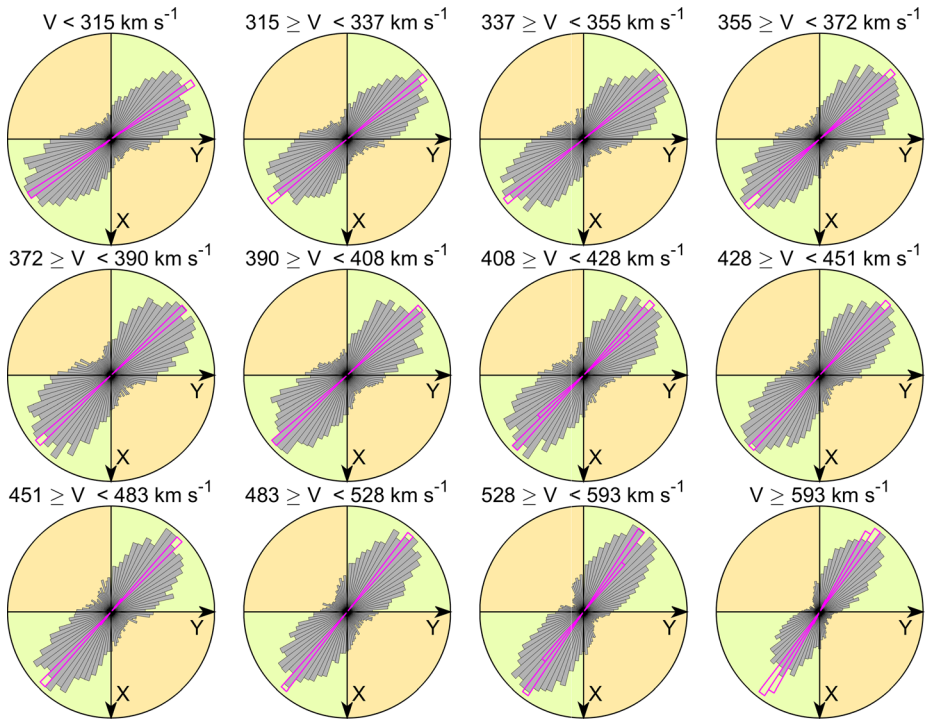 V < 315 km s⁻¹ 315 ≥ V < 337 km s⁻¹ 337 ≥ V < 355 km s⁻¹ 355 ≥ V < 372 km s⁻¹
Y Y Y Y
X X X X
372 ≥ V < 390 km s⁻¹ 390 ≥ V < 408 km s⁻¹ 408 ≥ V < 428 km s⁻¹ 428 ≥ V < 451 km s⁻¹
Y Y Y Y
X X X X
451 ≥ V < 483 km s⁻¹ 483 ≥ V < 528 km s⁻¹ 528 ≥ V < 593 km s⁻¹ V ≥ 593 km s⁻¹
Y Y Y Y
X X X X